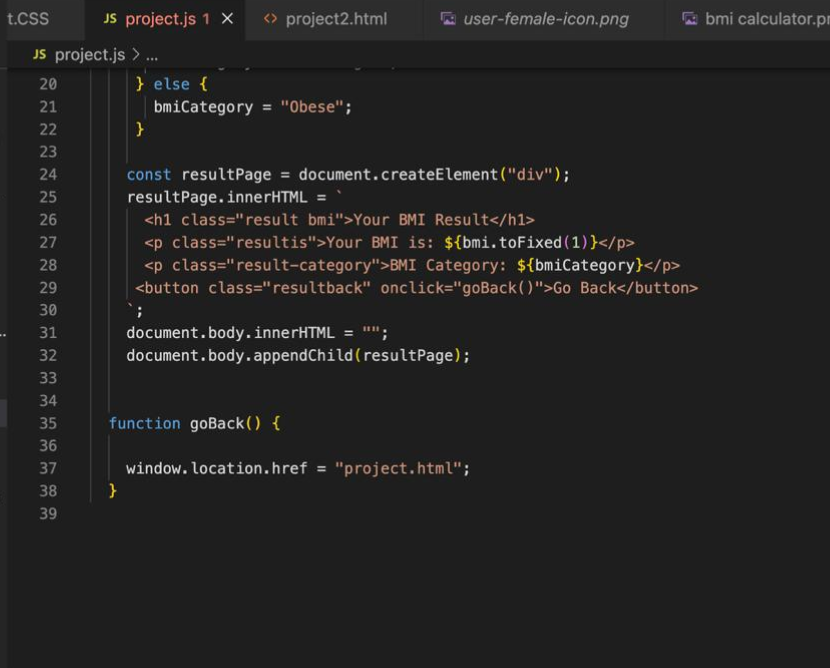 t.CSS
JS project.js 1 ×
<> project2.html
user-female-icon.png
bmi calculator.pr
JS project.js > ...
20 } else {
21 bmiCategory = "Obese";
22 }
23
24 const resultPage = document.createElement("div");
25 resultPage.innerHTML = `
26 <h1 class="result bmi">Your BMI Result</h1>
27 <p class="resultis">Your BMI is: ${bmi.toFixed(1)}</p>
28 <p class="result-category">BMI Category: ${bmiCategory}</p>
29 <button class="resultback" onclick="goBack()">Go Back</button>
30 `;
31 document.body.innerHTML = "";
32 document.body.appendChild(resultPage);
33
34
35 function goBack() {
36
37 window.location.href = "project.html";
38 }
39